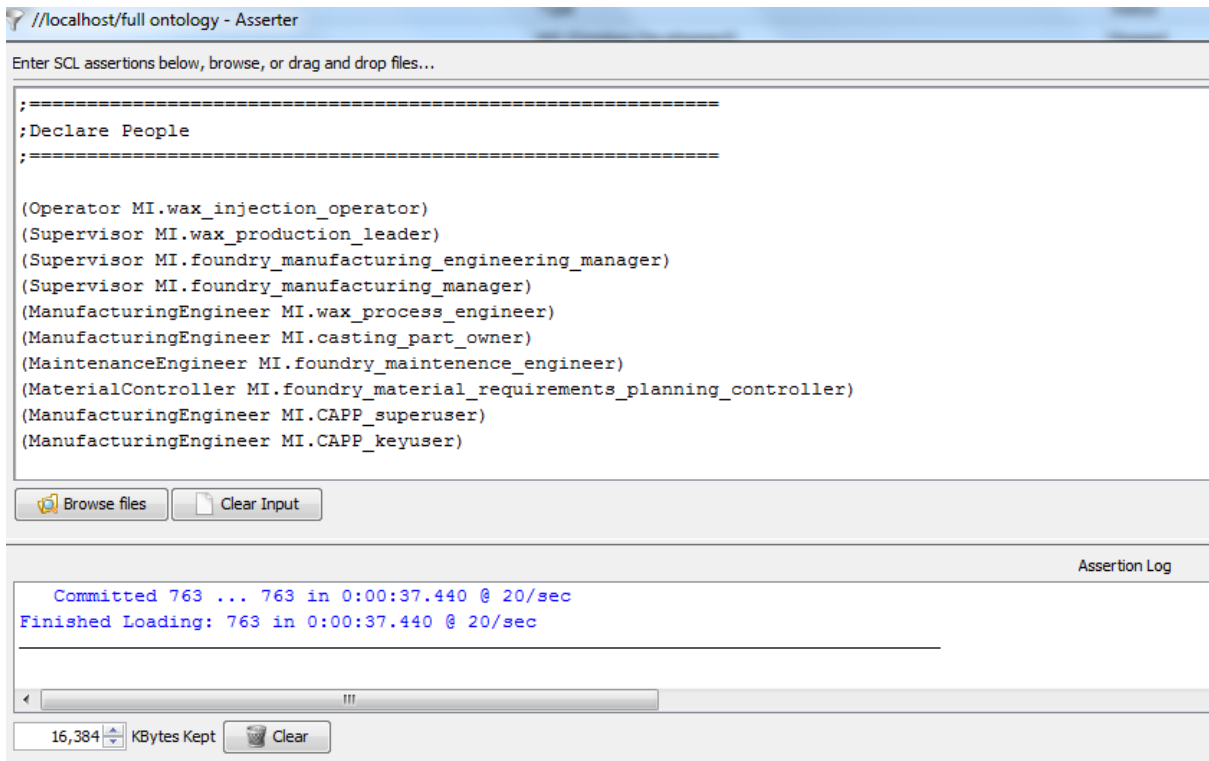 //localhost/full ontology - Asserter
Enter SCL assertions below, browse, or drag and drop files...
;============================================================
;Declare People
;============================================================
(Operator MI.wax_injection_operator)
(Supervisor MI.wax_production_leader)
(Supervisor MI.foundry_manufacturing_engineering_manager)
(Supervisor MI.foundry_manufacturing_manager)
(ManufacturingEngineer MI.wax_process_engineer)
(ManufacturingEngineer MI.casting_part_owner)
(MaintenanceEngineer MI.foundry_maintenence_engineer)
(MaterialController MI.foundry_material_requirements_planning_controller)
(ManufacturingEngineer MI.CAPP_superuser)
(ManufacturingEngineer MI.CAPP_keyuser)
Browse files Clear Input
Assertion Log
Committed 763 ... 763 in 0:00:37.440 @ 20/sec
Finished Loading: 763 in 0:00:37.440 @ 20/sec
16,384 KBytes Kept Clear